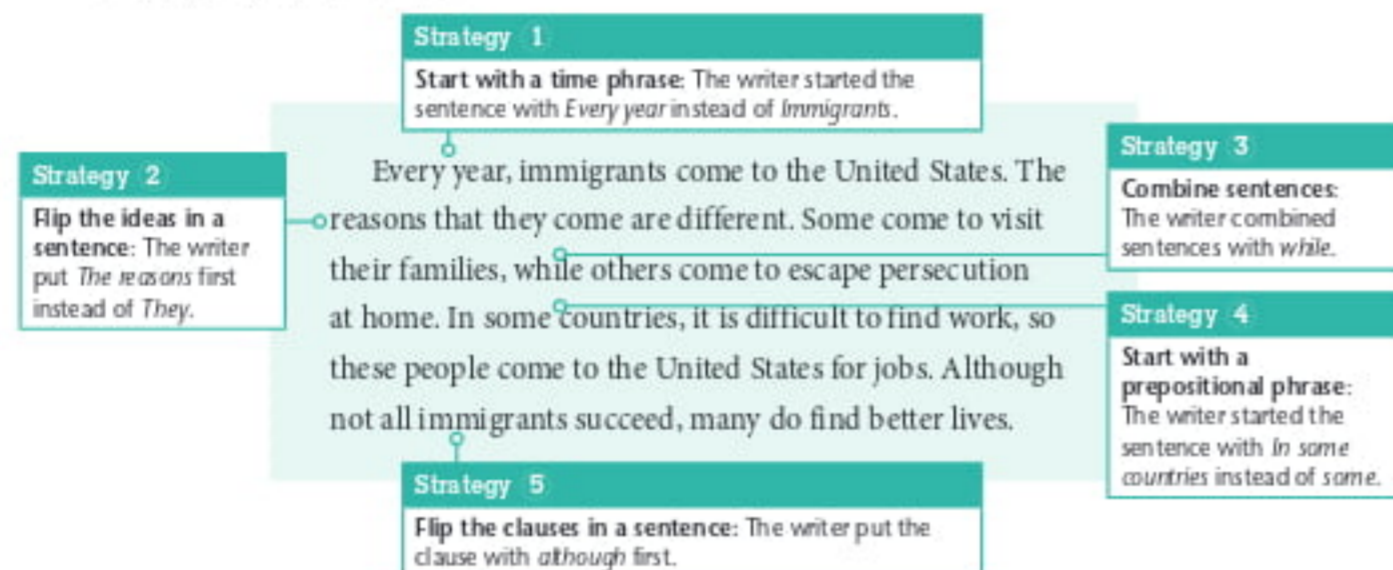 Strategy 1
Start with a time phrase: The writer started the
sentence with Every year instead of Immigrants.
Strategy 2
Flip the ideas in a
sentence: The writer
put The reasons first
instead of They.
Every year, immigrants come to the United States. The
reasons that they come are different. Some come to visit
their families, while others come to escape persecution
at home. In some countries, it is difficult to find work, so
these people come to the United States for jobs. Although
not all immigrants succeed, many do find better lives.
Strategy 3
Combine sentences:
The writer combined
sentences with while.
Strategy 4
Start with a
prepositional phrase:
The writer started the
sentence with In some
countries instead of some.
Strategy 5
Flip the clauses in a sentence: The writer put the
clause with although first.